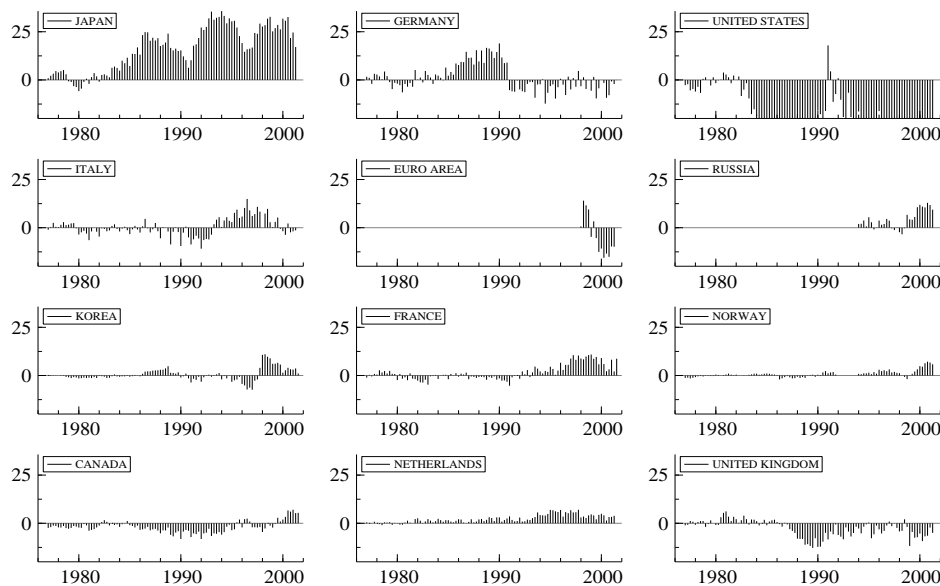 JAPAN GERMANY UNITED STATES
25 25 25
0 0 0
1980 1990 2000 1980 1990 2000 1980 1990 2000
ITALY EURO AREA RUSSIA
25 25 25
0 0 0
1980 1990 2000 1980 1990 2000 1980 1990 2000
KOREA FRANCE NORWAY
25 25 25
0 0 0
1980 1990 2000 1980 1990 2000 1980 1990 2000
CANADA NETHERLANDS UNITED KINGDOM
25 25 25
0 0 0
1980 1990 2000 1980 1990 2000 1980 1990 2000